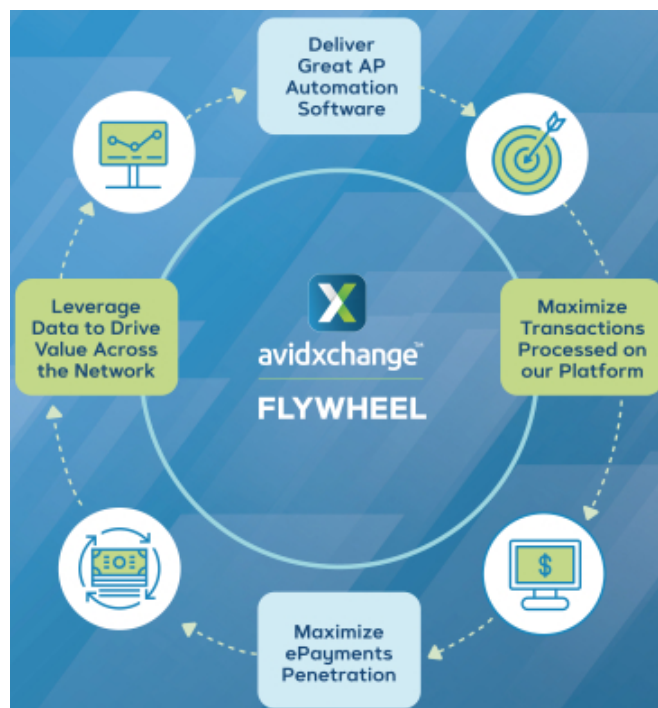 Deliver
Great AP
Automation
Software
Leverage
Data to Drive
Value Across
the Network
avidxchange™
FLYWHEEL
Maximize
Transactions
Processed on
our Platform
$
Maximize
ePayments
Penetration